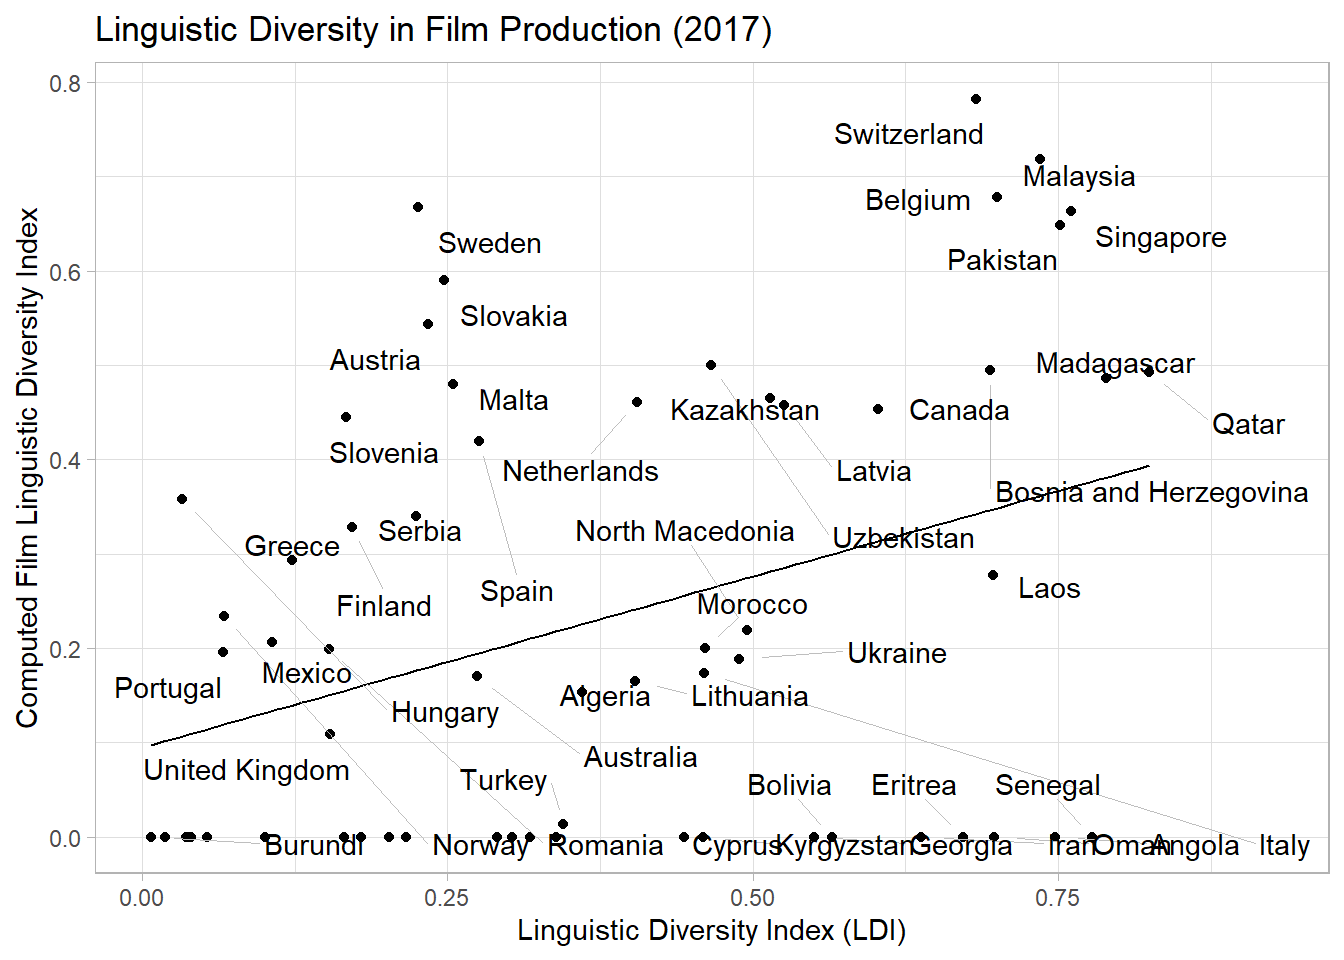 Linguistic Diversity in Film Production (2017)
Computed Film Linguistic Diversity Index
0.8
0.6
0.4
0.2
0.0
Switzerland
Malaysia
Belgium
Singapore
Sweden
Pakistan
Slovakia
Austria
Madagascar
Malta
Kazakhstan
Canada
Qatar
Slovenia
Netherlands
Latvia
Bosnia and Herzegovina
Serbia
North Macedonia
Uzbekistan
Greece
Spain
Laos
Finland
Morocco
Ukraine
Mexico
Portugal
Algeria
Lithuania
Hungary
Australia
United Kingdom
Turkey
Bolivia
Eritrea
Senegal
Burundi
Norway
Romania
Cyprus
Kyrgyzstan
Georgia
Iran
Oman
Angola
Italy
0.00
0.25
0.50
0.75
Linguistic Diversity Index (LDI)